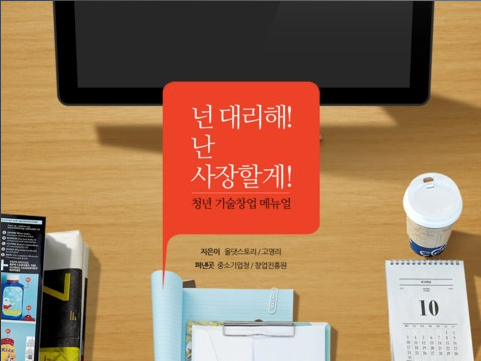 넌 대리해!
난
사장할게!
청년 기술창업 메뉴얼
지은이 올댓스토리 / 고영리
펴낸곳 중소기업청 / 창업진흥원
10